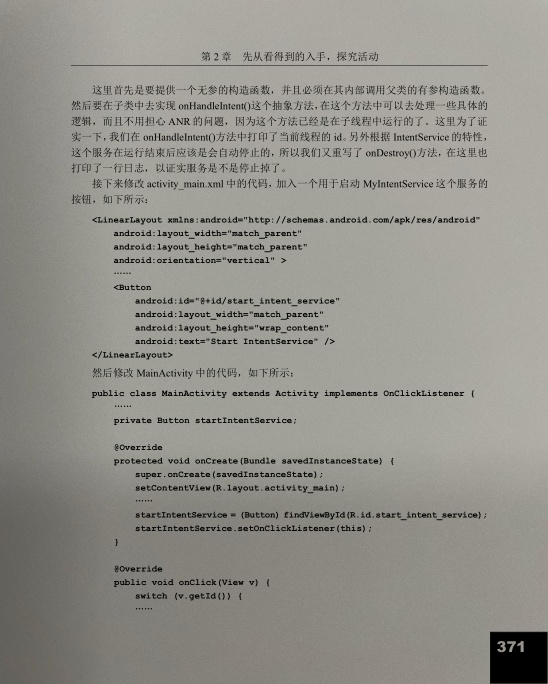 第 2 章 先从看得到的入手，探究活动
这里首先是要提供一个无参的构造函数，并且必须在其内部调用父类的有参构造函数。
然后要在子类中去实现 onHandleIntent()这个抽象方法，在这个方法中可以去处理一些具体的
逻辑，而且不用担心 ANR 的问题，因为这个方法已经是在子线程中运行的了。这里为了证
实一下，我们在 onHandleIntent()方法中打印了当前线程的 id。另外根据 IntentService 的特性，
这个服务在运行结束后应该是会自动停止的，所以我们又重写了 onDestroy()方法，在这里也
打印了一行日志，以证实服务是不是停止掉了。
接下来修改 activity_main.xml 中的代码，加入一个用于启动 MyIntentService 这个服务的
按钮，如下所示：
<LinearLayout xmlns:android="http://schemas.android.com/apk/res/android"
android:layout_width="match_parent"
android:layout_height="match_parent"
android:orientation="vertical" >
……
<Button
android:id="@+id/start_intent_service"
android:layout_width="match_parent"
android:layout_height="wrap_content"
android:text="Start IntentService" />
</LinearLayout>
然后修改 MainActivity 中的代码，如下所示：
public class MainActivity extends Activity implements OnClickListener {
……
private Button startIntentService;
@Override
protected void onCreate(Bundle savedInstanceState) {
super.onCreate(savedInstanceState);
setContentView(R.layout.activity_main);
……
startIntentService = (Button) findViewById(R.id.start_intent_service);
startIntentService.setOnClickListener(this);
}
@Override
public void onClick(View v) {
switch (v.getId()) {
……
371